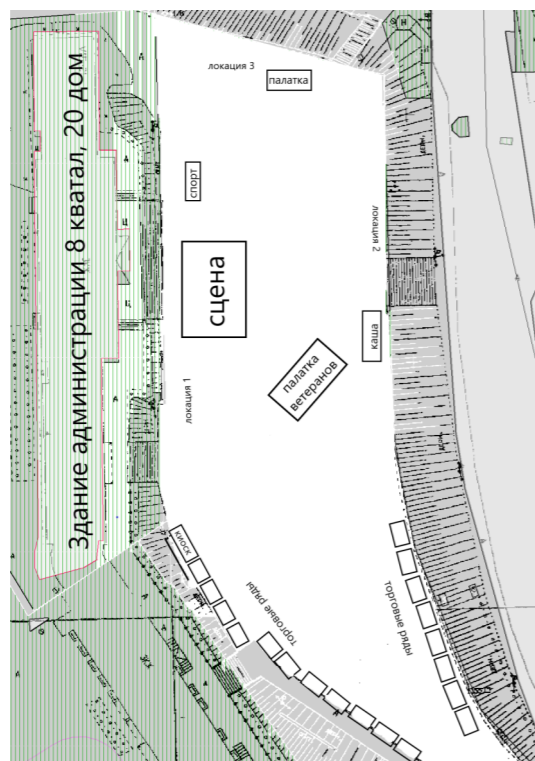 Здание администрации 8 кватал, 20 дом
локация 3
палатка
спорт
сцена
локация 2
каша
палатка
ветеранов
локация 1
киоск
торговые ряды
торговые ряды